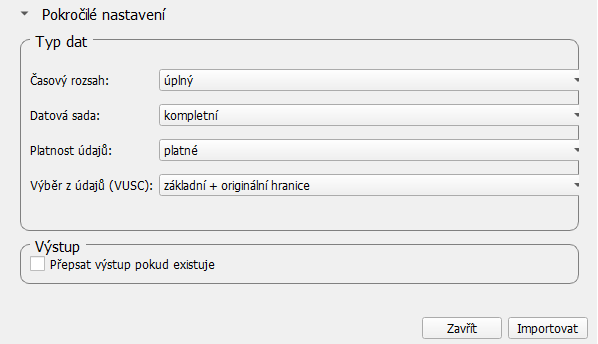 Pokročilé nastavení
Typ dat
Časový rozsah: úplný
Datová sada: kompletní
Platnost údajů: platné
Výběr z údajů (VUSC): základní + originální hranice
Výstup
Přepsat výstup pokud existuje
Zavřít Importovat